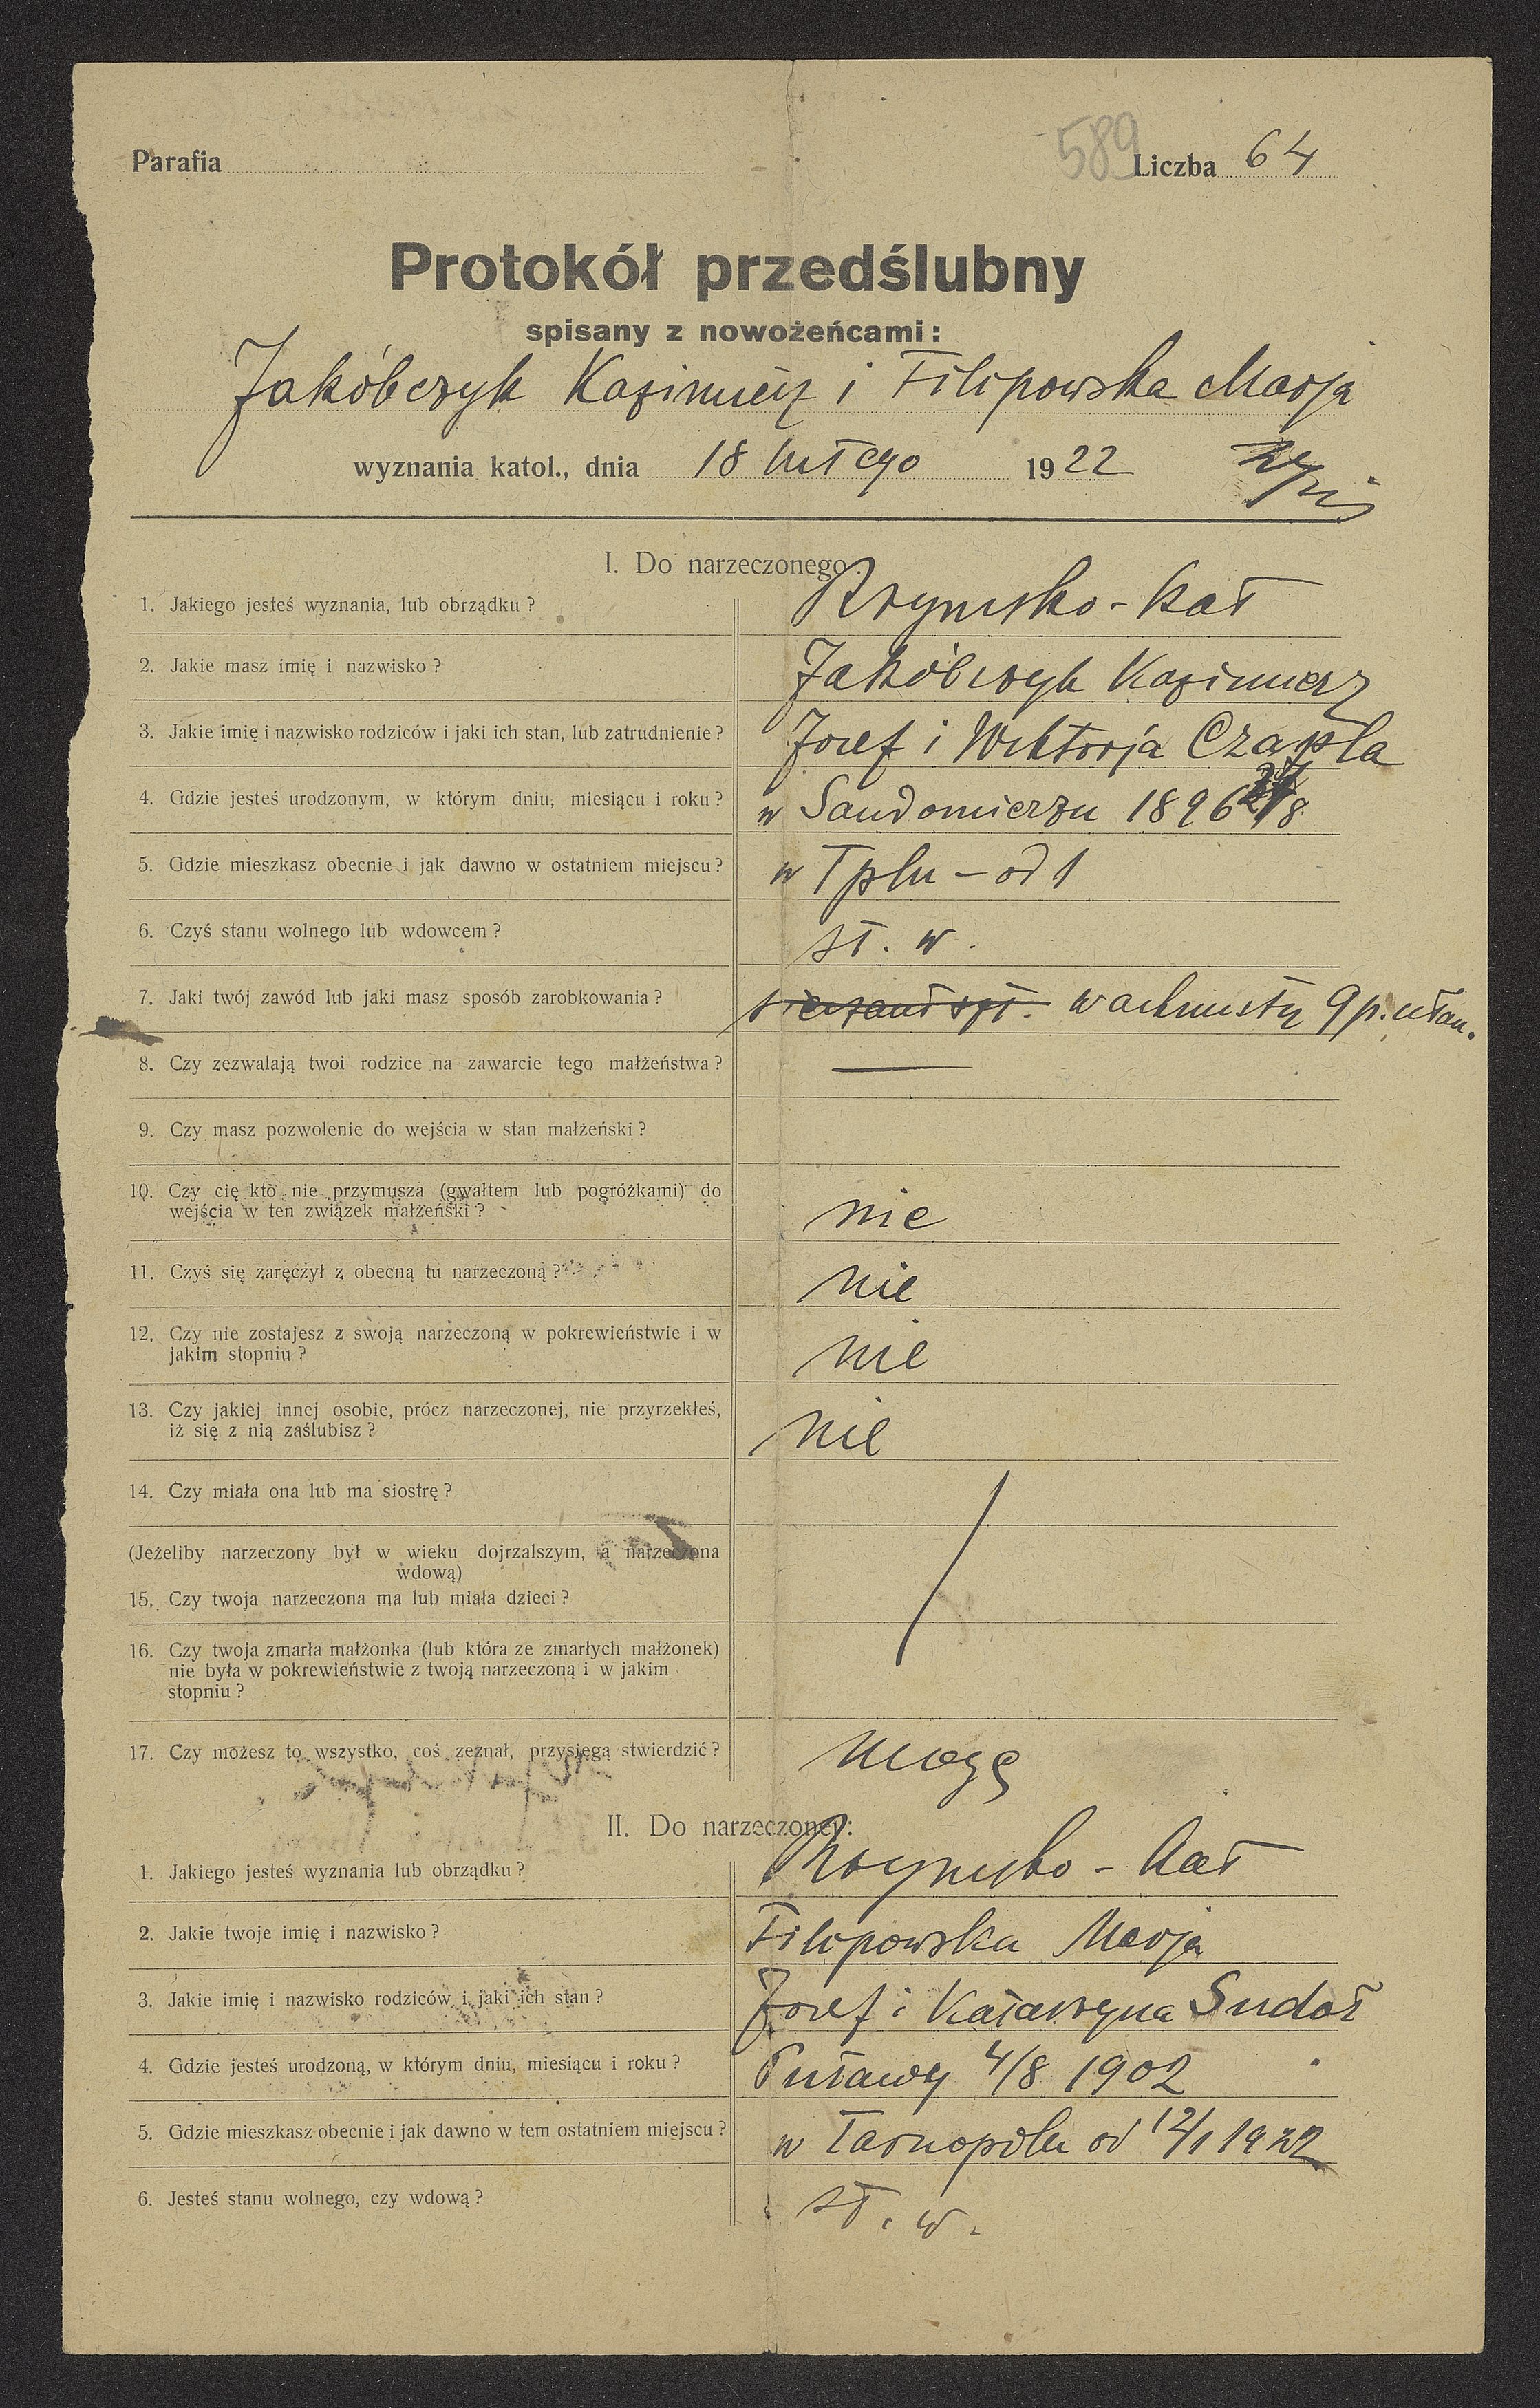 589
Parafia Liczba 64
Protokół przedślubny
spisany z nowożeńcami:
Jakóbczyk Kazimierz i Filipowska Marja
wyznania katol., dnia 18 lutego 1922
I. Do narzeczonego:
1. Jakiego jesteś wyznania, lub obrządku? Rzymsko-kat
2. Jakie masz imię i nazwisko? Jakóbczyk Kazimierz
3. Jakie imię i nazwisko rodziców i jaki ich stan, lub zatrudnienie? Józef i Wiktorja Czapla
4. Gdzie jesteś urodzonym, w którym dniu, miesiącu i roku? w Sandomierzu 1896 /8
5. Gdzie mieszkasz obecnie i jak dawno w ostatniem miejscu? w Tplu - od 1
6. Czyś stanu wolnego lub wdowcem? st. w.
7. Jaki twój zawód lub jaki masz sposób zarobkowania? wachmistrz 9 p. ułan.
8. Czy zezwalają twoi rodzice na zawarcie tego małżeństwa? —
9. Czy masz pozwolenie do wejścia w stan małżeński?
10. Czy cię kto nie przymusza (gwałtem lub pogróżkami) do
wejścia w ten związek małżeński? nie
11. Czyś się zaręczył z obecną tu narzeczoną? nie
12. Czy nie zostajesz z swoją narzeczoną w pokrewieństwie i w
jakim stopniu? nie
13. Czy jakiej innej osobie, prócz narzeczonej, nie przyrzekłeś,
iż się z nią zaślubisz? nie
14. Czy miała ona lub ma siostrę?
(Jeżeliby narzeczony był w wieku dojrzalszym, a narzeczona
wdową)
15. Czy twoja narzeczona ma lub miała dzieci?
16. Czy twoja zmarła małżonka (lub która ze zmarłych małżonek)
nie była w pokrewieństwie z twoją narzeczoną i w jakim
stopniu?
17. Czy możesz to wszystko, coś zeznał, przysięgą stwierdzić? mogę
II. Do narzeczonej:
1. Jakiego jesteś wyznania lub obrządku? Rzymsko-kat
2. Jakie twoje imię i nazwisko? Filipowska Marja
3. Jakie imię i nazwisko rodziców i jaki ich stan? Józef i Katarzyna Sudoł
4. Gdzie jesteś urodzoną, w którym dniu, miesiącu i roku? Puławy 4/8 1902
5. Gdzie mieszkasz obecnie i jak dawno w tem ostatniem miejscu? w Tarnopolu od 12/1 1922
6. Jesteś stanu wolnego, czy wdową? st. w.